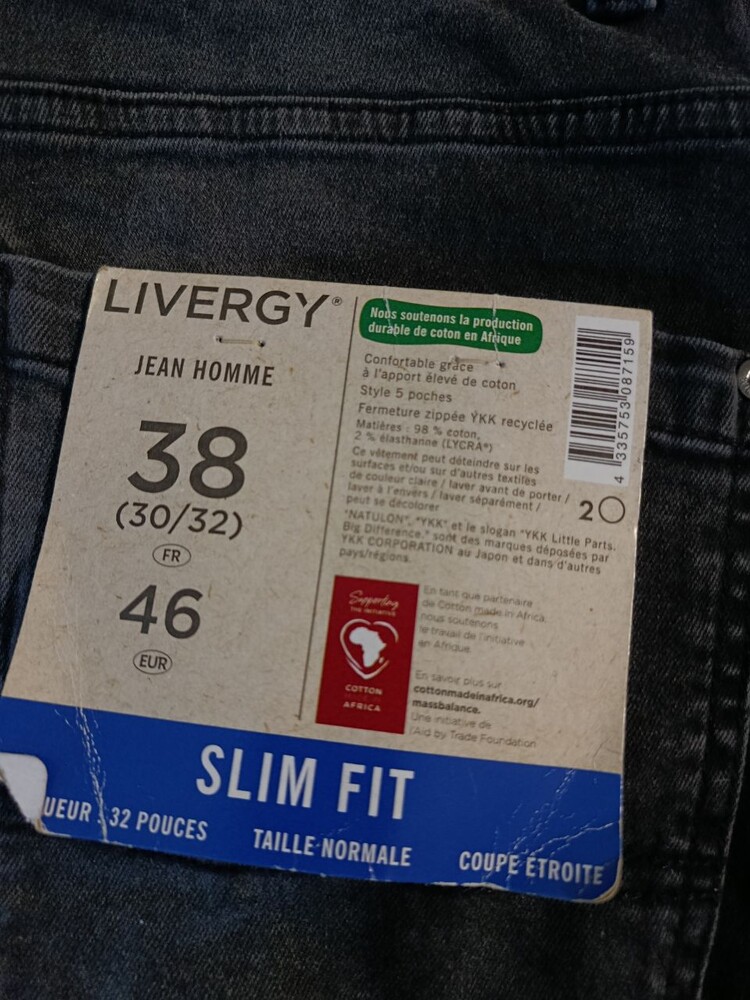 LIVERGY®
JEAN HOMME
38
(30/32)
FR
46
EUR
Nous soutenons la production
durable de coton en Afrique
Confortable grâce
à l'apport élevé de coton
Style 5 poches
Fermeture zippée YKK recyclée
Matières : 98 % coton,
2 % élasthanne (LYCRA®)
Ce vêtement peut déteindre sur les
surfaces et/ou sur d'autres textiles
de couleur claire / laver avant de porter /
laver à l'envers / laver séparément /
peut se décolorer
"NATULON", "YKK" et le slogan "YKK Little Parts.
Big Difference." sont des marques déposées par
YKK CORPORATION au Japon et dans d'autres
pays/régions.
4 335753 087159
2
Supporting
THE INITIATIVE
COTTON
MADE IN
AFRICA
En tant que partenaire
de Cotton made in Africa,
nous soutenons
le travail de l'initiative
en Afrique.
En savoir plus sur
cottonmadeinafrica.org/
massbalance.
Une initiative de
l'Aid by Trade Foundation
SLIM FIT
UEUR : 32 POUCES
TAILLE NORMALE
COUPE ÉTROITE